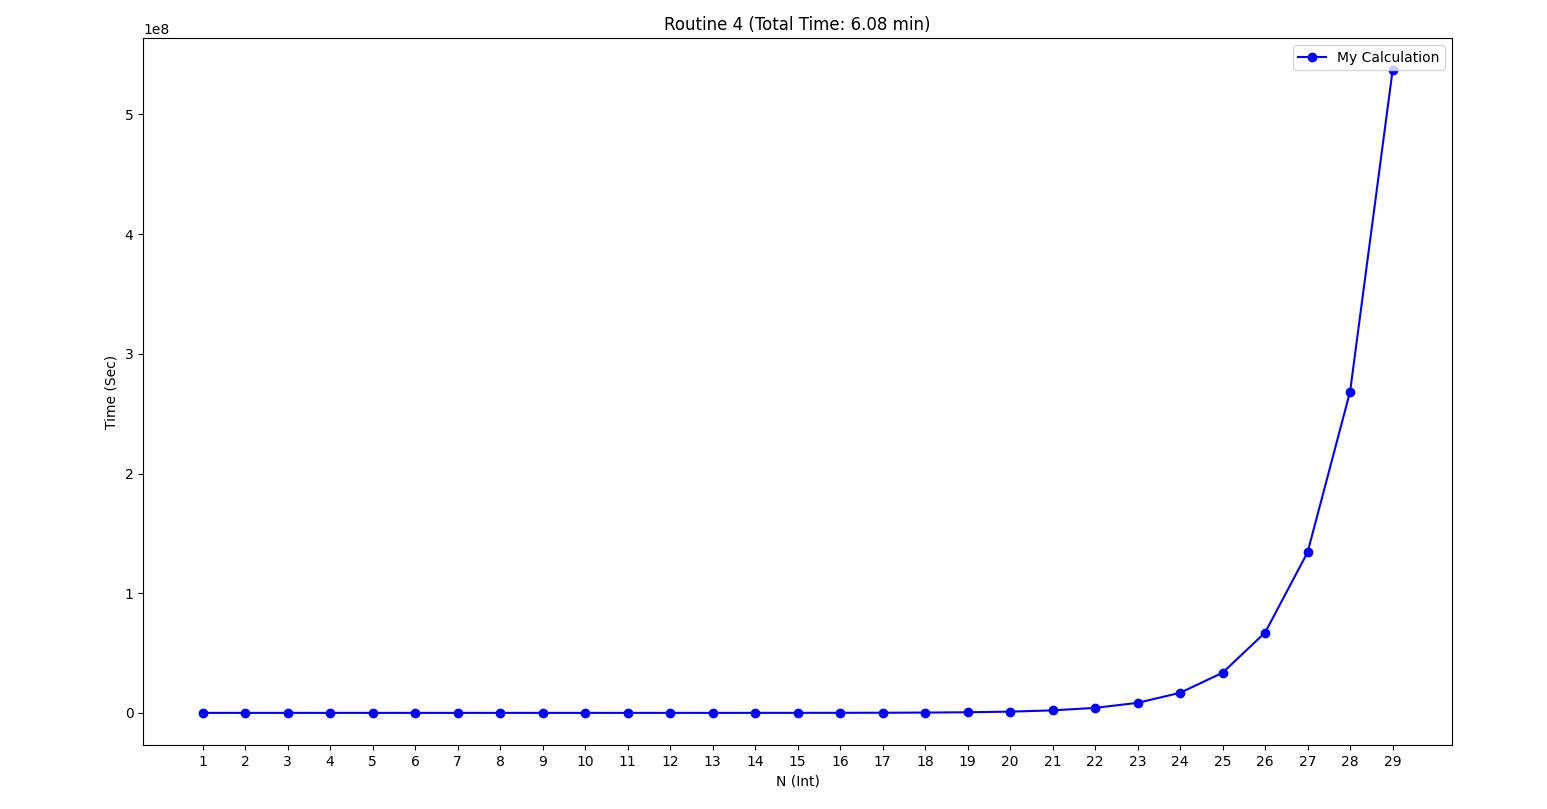 Routine 4 (Total Time: 6.08 min)
1e8
My Calculation
5
4
3
2
1
0
Time (Sec)
1 2 3 4 5 6 7 8 9 10 11 12 13 14 15 16 17 18 19 20 21 22 23 24 25 26 27 28 29
N (Int)